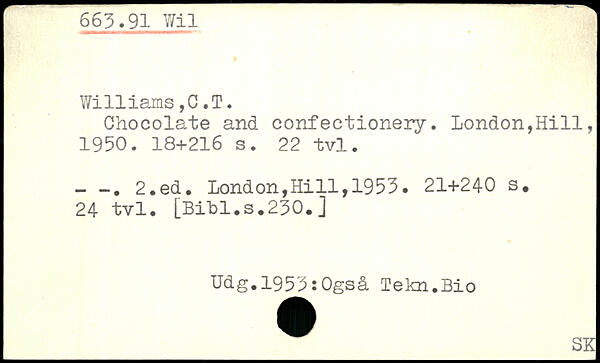 663.91 Wil
Williams,C.T.
Chocolate and confectionery. London,Hill,
1950. 18+216 s. 22 tvl.
– –. 2.ed. London,Hill,1953. 21+240 s.
24 tvl. [Bibl.s.230.]
Udg.1953:Også Tekn.Bio
SK